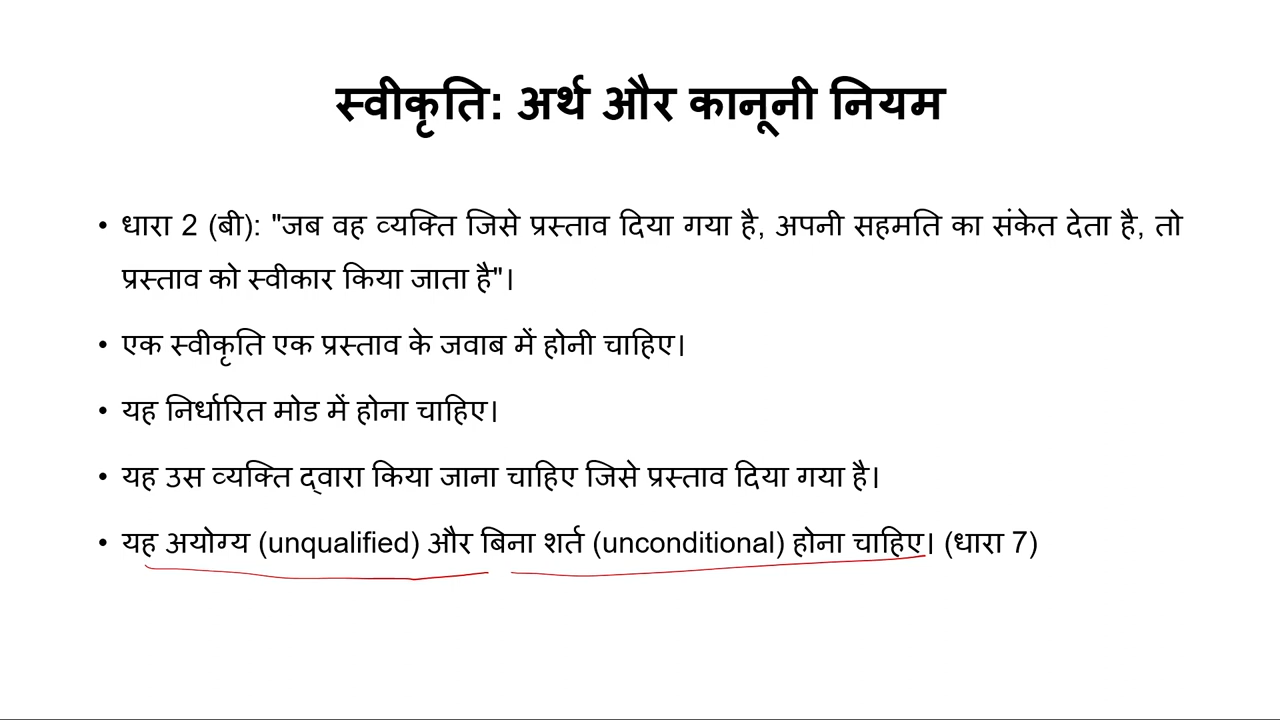 स्वीकृति: अर्थ और कानूनी नियम
• धारा 2 (बी): "जब वह व्यक्ति जिसे प्रस्ताव दिया गया है, अपनी सहमति का संकेत देता है, तो
प्रस्ताव को स्वीकार किया जाता है"।
• एक स्वीकृति एक प्रस्ताव के जवाब में होनी चाहिए।
• यह निर्धारित मोड में होना चाहिए।
• यह उस व्यक्ति द्वारा किया जाना चाहिए जिसे प्रस्ताव दिया गया है।
• यह अयोग्य (unqualified) और बिना शर्त (unconditional) होना चाहिए। (धारा 7)